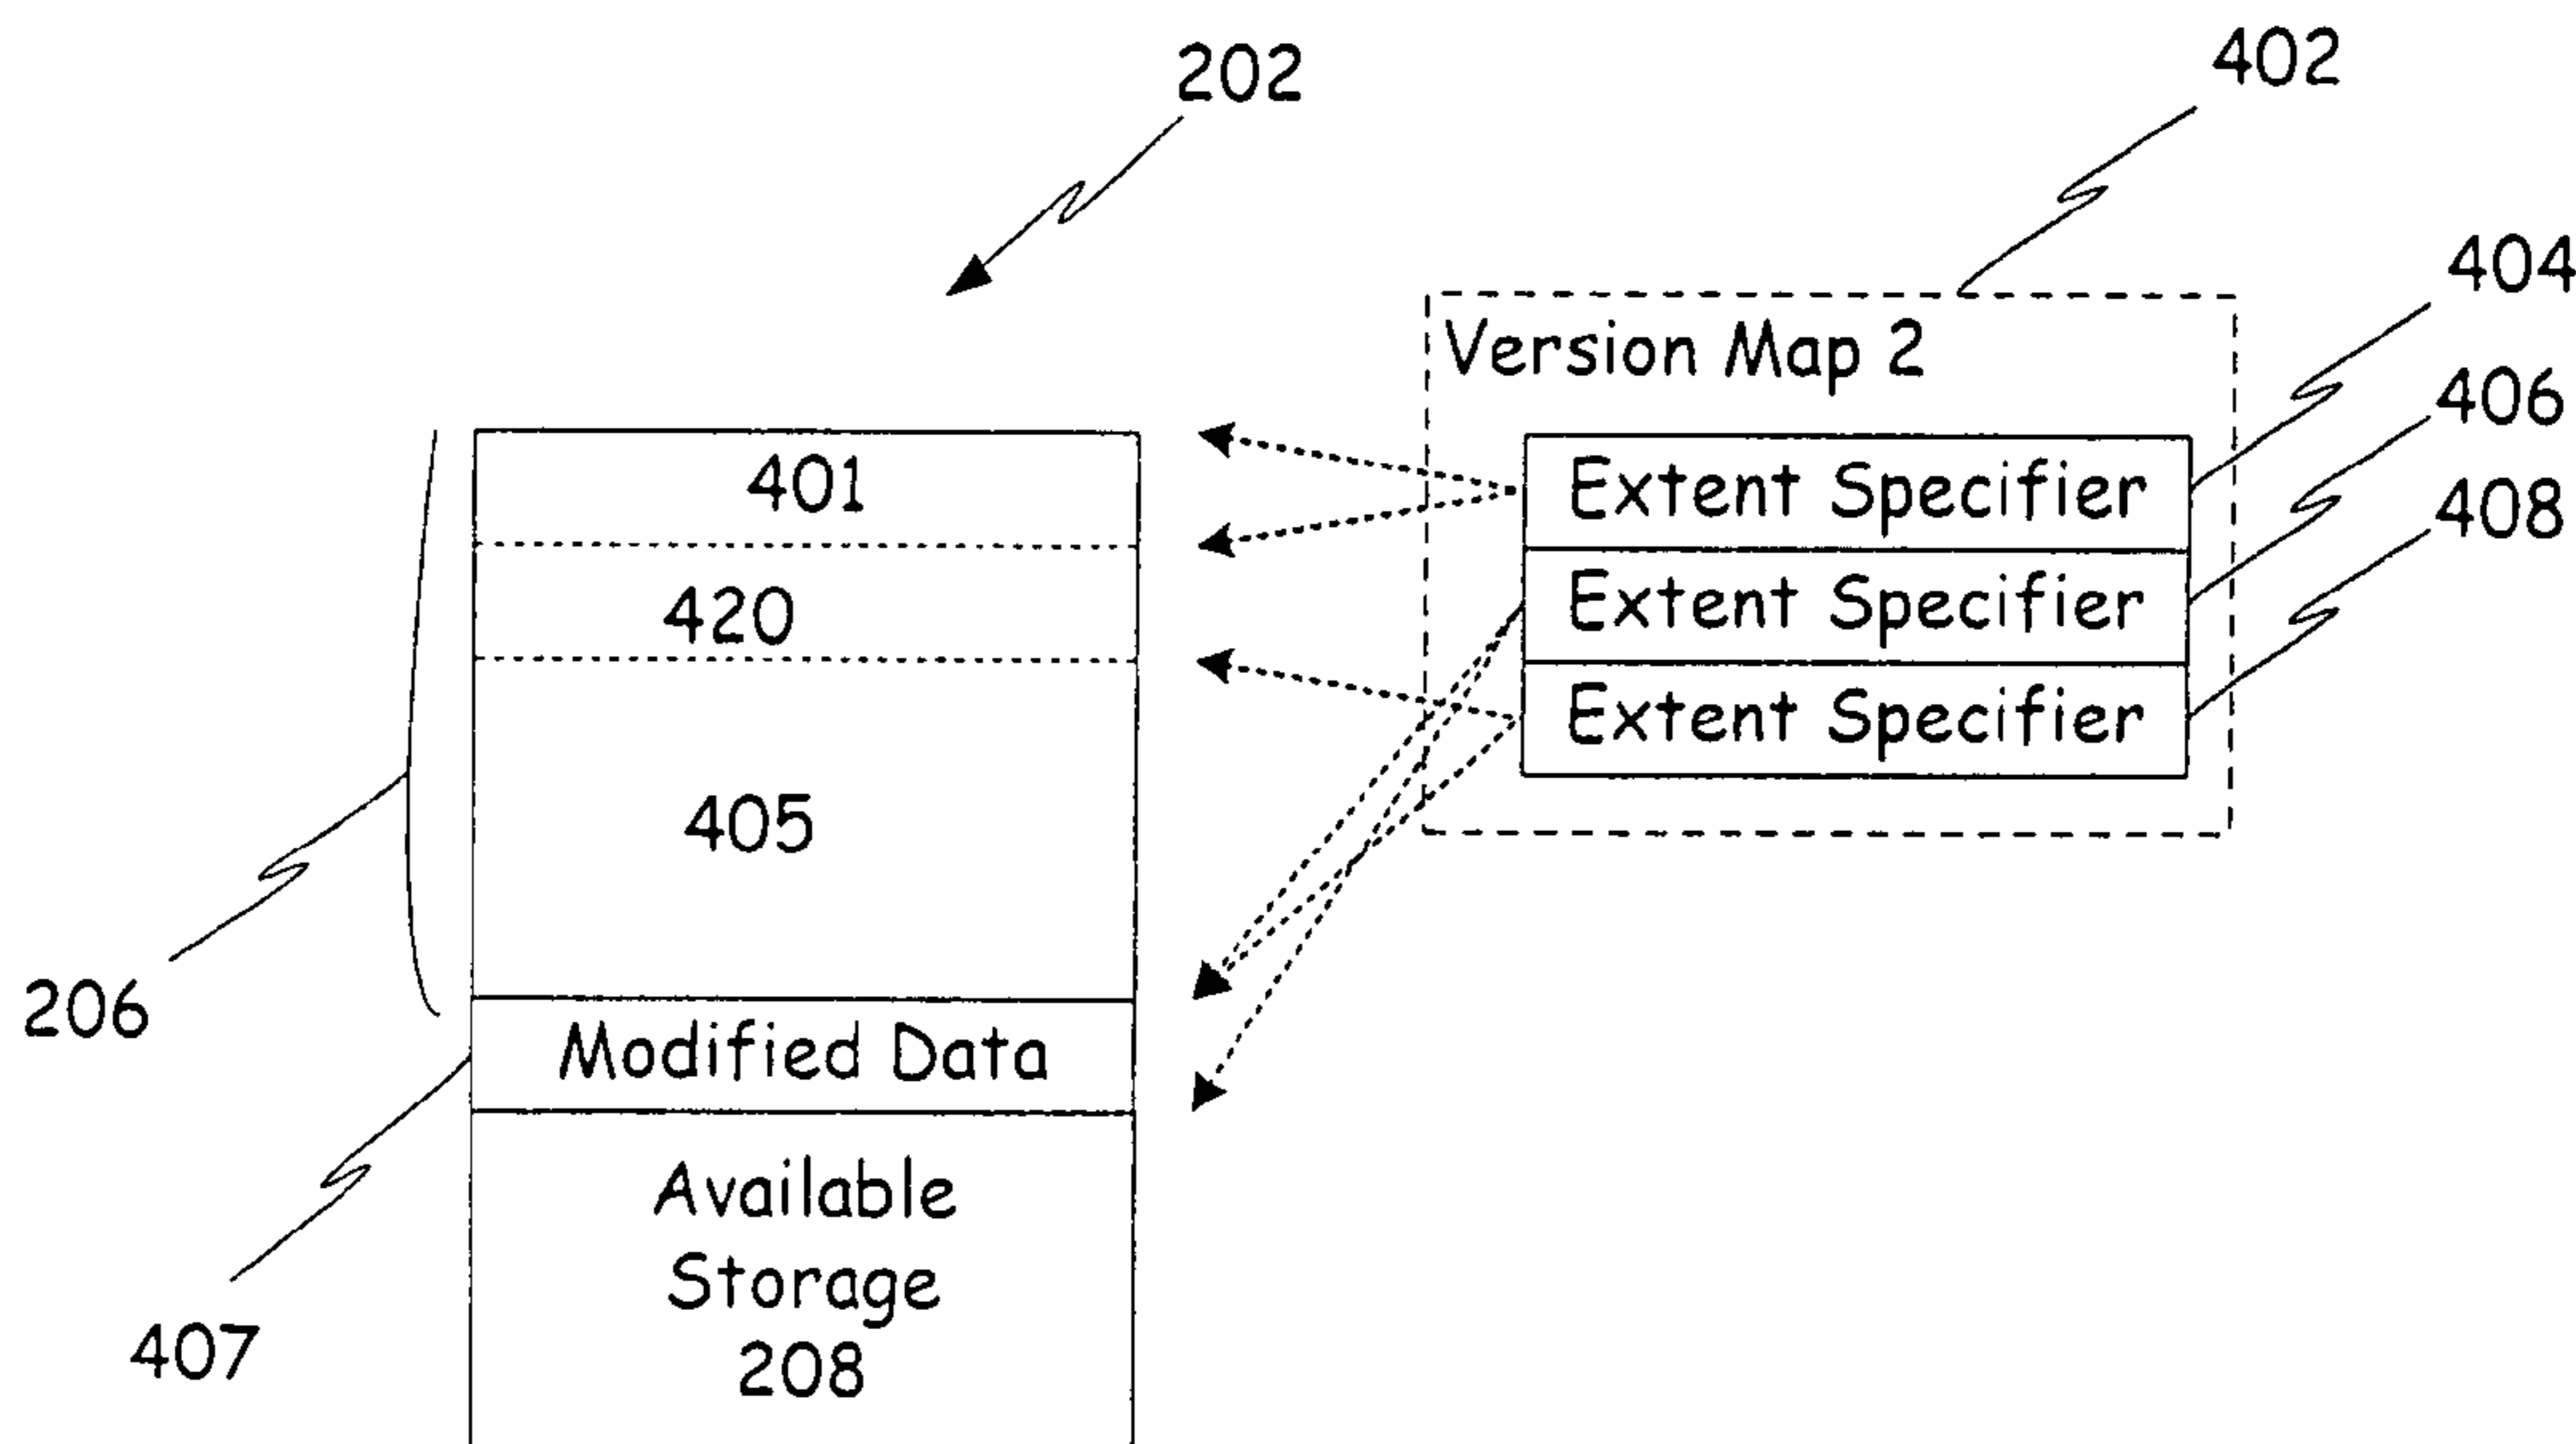 202
402
404
Version Map 2
406
401
Extent Specifier
408
420
Extent Specifier
Extent Specifier
405
206
Modified Data
Available
Storage
208
407